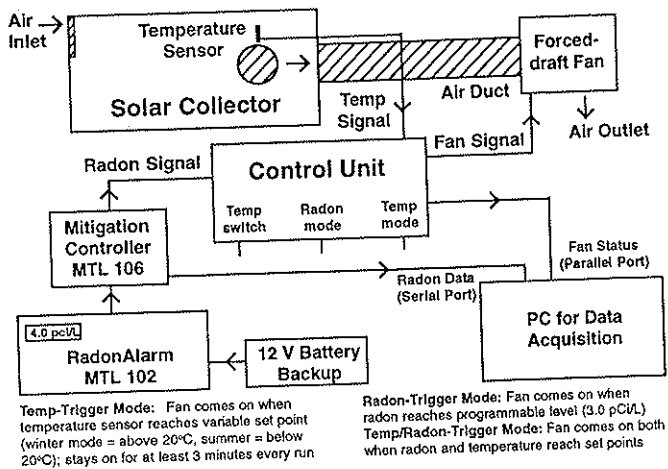 Air
Inlet
Temperature
Sensor
Solar Collector
Forced-
draft Fan
Temp
Signal
Air Duct
Air Outlet
Fan Signal
Radon Signal
Control Unit
Temp
switch
Radon
mode
Temp
mode
Mitigation
Controller
MTL 106
Fan Status
(Parallel Port)
Radon Data
(Serial Port)
PC for Data
Acquisition
4.0 pci/L
RadonAlarm
MTL 102
12 V Battery
Backup
Temp-Trigger Mode: Fan comes on when
temperature sensor reaches variable set point
(winter mode = above 20°C, summer = below
20°C); stays on for at least 3 minutes every run
Radon-Trigger Mode: Fan comes on when
radon reaches programmable level (3.0 pCi/L)
Temp/Radon-Trigger Mode: Fan comes on both
when radon and temperature reach set points